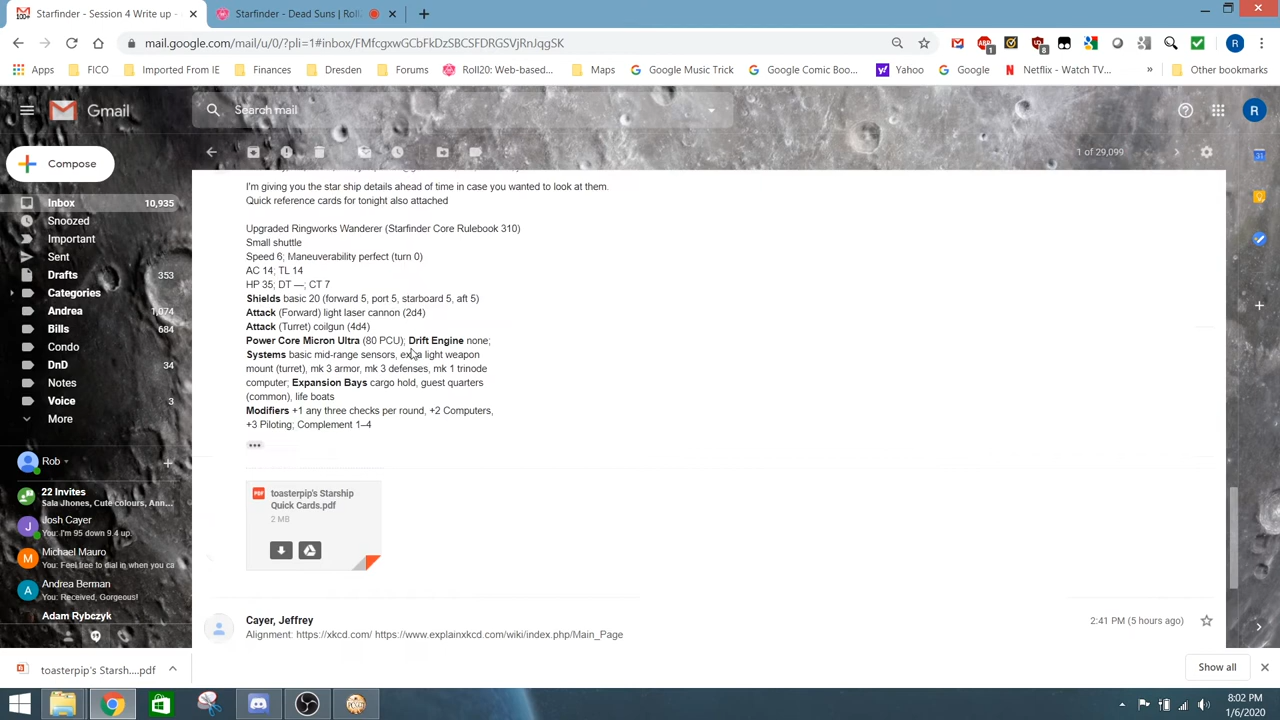 Starfinder - Session 4 Write up -
Starfinder - Dead Suns | Roll2
mail.google.com/mail/u/0/?pli=1#inbox/FMfcgxwGCbFkDzSBCSFDRGSVjRnJqgSK
Apps FICO Imported From IE Finances Dresden Forums Roll20: Web-based... Maps Google Music Trick Google Comic Boo... Yahoo Google Netflix - Watch TV... » Other bookmarks
Gmail
Search mail
R
Compose
1 of 29,099
Inbox 10,935
Snoozed
Important
Sent
Drafts 353
Categories
Andrea 1,074
Bills 684
Condo
DnD 34
Notes
Voice 3
More
Rob
22 Invites
Sala Jhones, Cute colours, Ann...
Josh Cayer
You: I'm 95 down 9.4 up.
Michael Mauro
You: Feel free to dial in when you ca
Andrea Berman
You: Received, Gorgeous!
Adam Rybczyk
I'm giving you the star ship details ahead of time in case you wanted to look at them.
Quick reference cards for tonight also attached
Upgraded Ringworks Wanderer (Starfinder Core Rulebook 310)
Small shuttle
Speed 6; Maneuverability perfect (turn 0)
AC 14; TL 14
HP 35; DT —; CT 7
Shields basic 20 (forward 5, port 5, starboard 5, aft 5)
Attack (Forward) light laser cannon (2d4)
Attack (Turret) coilgun (4d4)
Power Core Micron Ultra (80 PCU); Drift Engine none;
Systems basic mid-range sensors, extra light weapon
mount (turret), mk 3 armor, mk 3 defenses, mk 1 trinode
computer; Expansion Bays cargo hold, guest quarters
(common), life boats
Modifiers +1 any three checks per round, +2 Computers,
+3 Piloting; Complement 1–4
PDF toasterpip's Starship
Quick Cards.pdf
2 MB
Cayer, Jeffrey
2:41 PM (5 hours ago)
Alignment: https://xkcd.com/ https://www.explainxkcd.com/wiki/index.php/Main_Page
toasterpip's Starsh....pdf
Show all
8:02 PM
1/6/2020